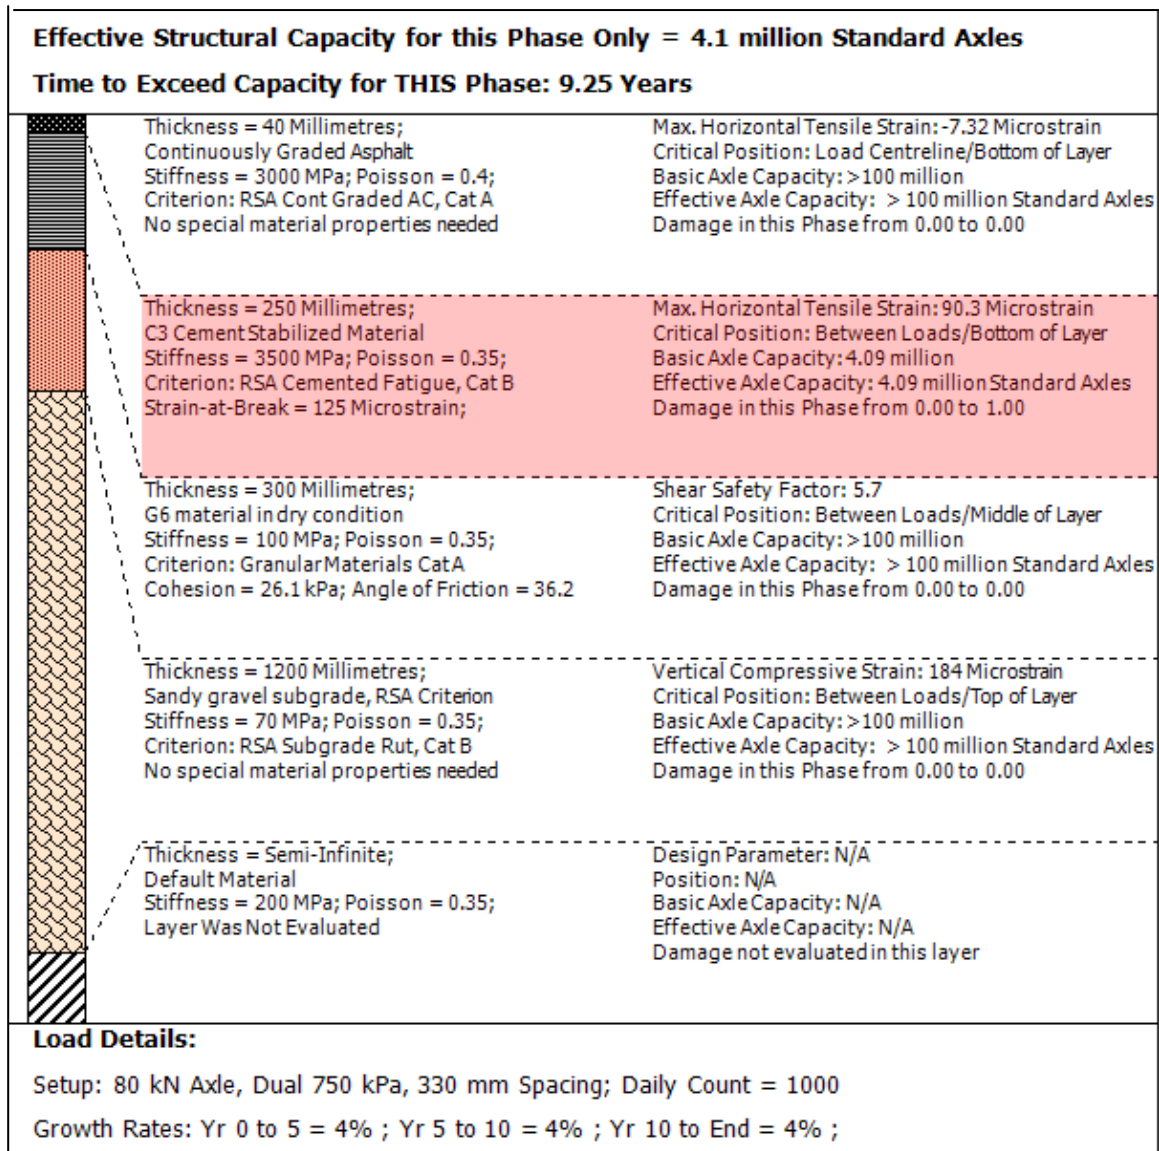 Effective Structural Capacity for this Phase Only = 4.1 million Standard Axles
Time to Exceed Capacity for THIS Phase: 9.25 Years
Thickness = 40 Millimetres;
Continuously Graded Asphalt
Stiffness = 3000 MPa; Poisson = 0.4;
Criterion: RSA Cont Graded AC, Cat A
No special material properties needed
Max. Horizontal Tensile Strain: -7.32 Microstrain
Critical Position: Load Centreline/Bottom of Layer
Basic Axle Capacity: >100 million
Effective Axle Capacity: > 100 million Standard Axles
Damage in this Phase from 0.00 to 0.00
Thickness = 250 Millimetres;
C3 Cement Stabilized Material
Stiffness = 3500 MPa; Poisson = 0.35;
Criterion: RSA Cemented Fatigue, Cat B
Strain-at-Break = 125 Microstrain;
Max. Horizontal Tensile Strain: 90.3 Microstrain
Critical Position: Between Loads/Bottom of Layer
Basic Axle Capacity: 4.09 million
Effective Axle Capacity: 4.09 million Standard Axles
Damage in this Phase from 0.00 to 1.00
Thickness = 300 Millimetres;
G6 material in dry condition
Stiffness = 100 MPa; Poisson = 0.35;
Criterion: Granular Materials Cat A
Cohesion = 26.1 kPa; Angle of Friction = 36.2
Shear Safety Factor: 5.7
Critical Position: Between Loads/Middle of Layer
Basic Axle Capacity: >100 million
Effective Axle Capacity: > 100 million Standard Axles
Damage in this Phase from 0.00 to 0.00
Thickness = 1200 Millimetres;
Sandy gravel subgrade, RSA Criterion
Stiffness = 70 MPa; Poisson = 0.35;
Criterion: RSA Subgrade Rut, Cat B
No special material properties needed
Vertical Compressive Strain: 184 Microstrain
Critical Position: Between Loads/Top of Layer
Basic Axle Capacity: >100 million
Effective Axle Capacity: > 100 million Standard Axles
Damage in this Phase from 0.00 to 0.00
Thickness = Semi-Infinite;
Default Material
Stiffness = 200 MPa; Poisson = 0.35;
Layer Was Not Evaluated
Design Parameter: N/A
Position: N/A
Basic Axle Capacity: N/A
Effective Axle Capacity: N/A
Damage not evaluated in this layer
Load Details:
Setup: 80 kN Axle, Dual 750 kPa, 330 mm Spacing; Daily Count = 1000
Growth Rates: Yr 0 to 5 = 4% ; Yr 5 to 10 = 4% ; Yr 10 to End = 4% ;